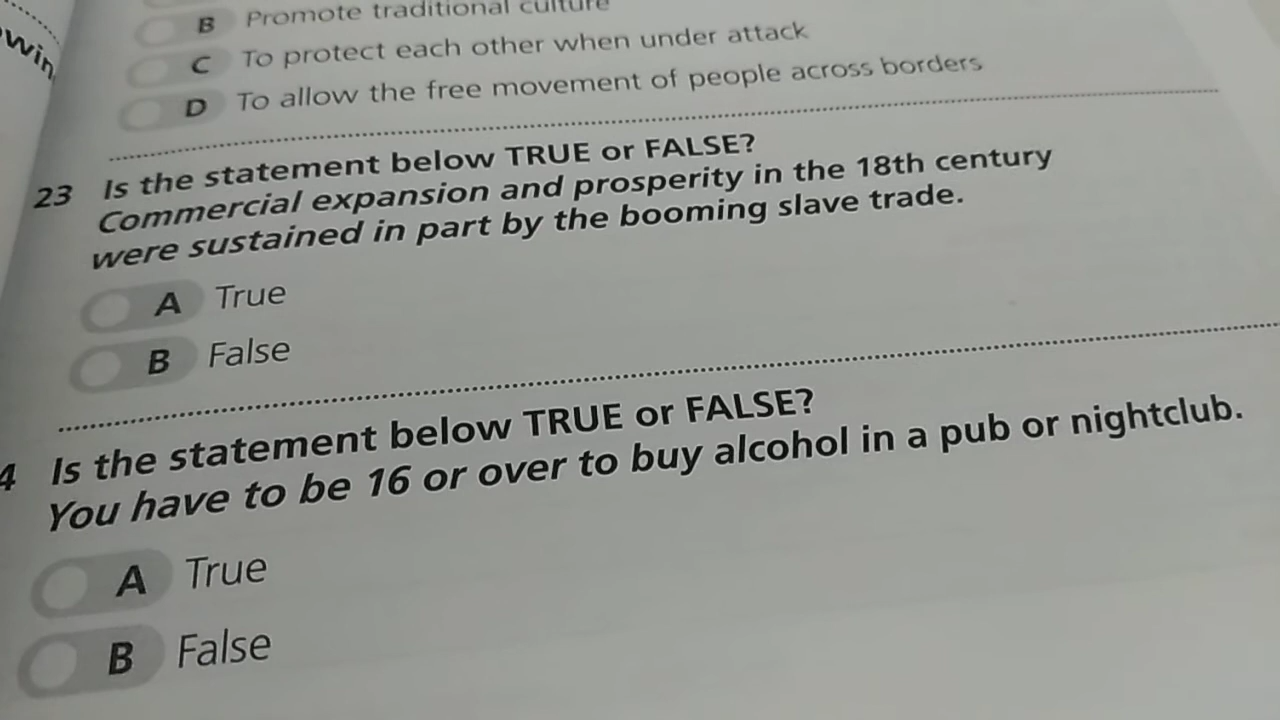 B Promote traditional culture
C To protect each other when under attack
D To allow the free movement of people across borders
23 Is the statement below TRUE or FALSE?
Commercial expansion and prosperity in the 18th century
were sustained in part by the booming slave trade.
A True
B False
4 Is the statement below TRUE or FALSE?
You have to be 16 or over to buy alcohol in a pub or nightclub.
A True
B False